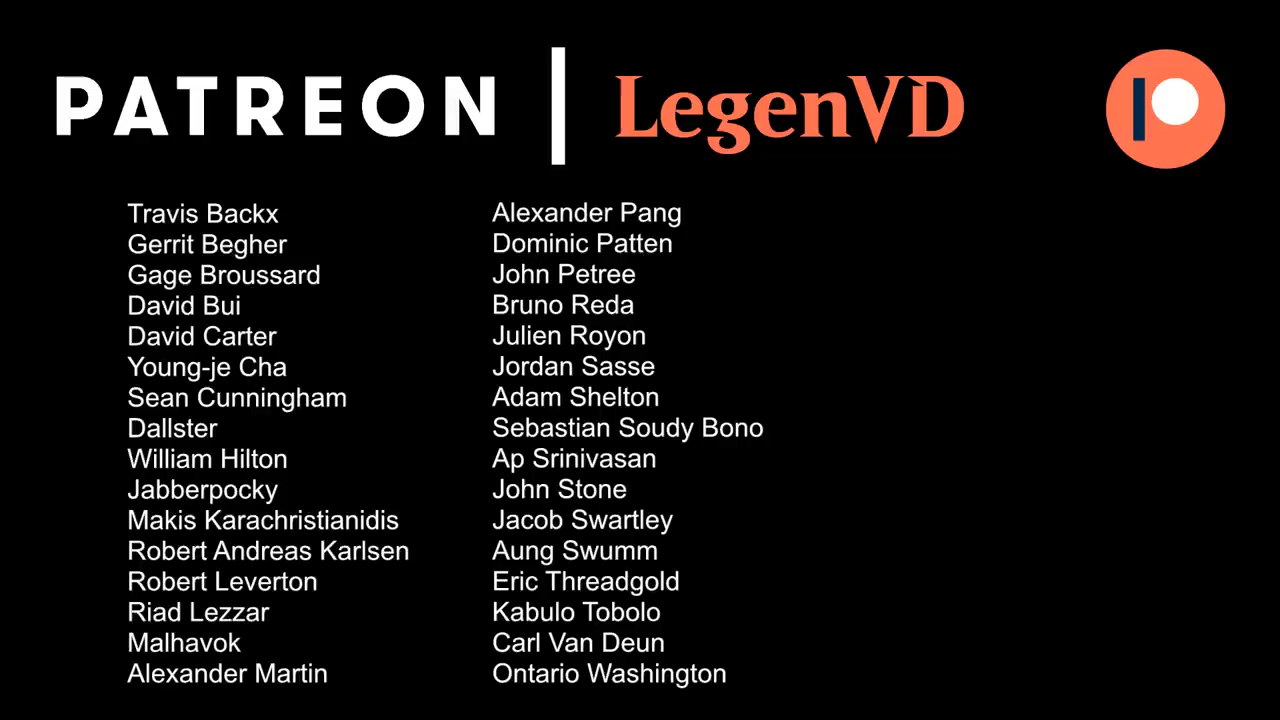 PATREON | LegenVD
Travis Backx
Gerrit Begher
Gage Broussard
David Bui
David Carter
Young-je Cha
Sean Cunningham
Dallster
William Hilton
Jabberpocky
Makis Karachristianidis
Robert Andreas Karlsen
Robert Leverton
Riad Lezzar
Malhavok
Alexander Martin
Alexander Pang
Dominic Patten
John Petree
Bruno Reda
Julien Royon
Jordan Sasse
Adam Shelton
Sebastian Soudy Bono
Ap Srinivasan
John Stone
Jacob Swartley
Aung Swumm
Eric Threadgold
Kabulo Tobolo
Carl Van Deun
Ontario Washington